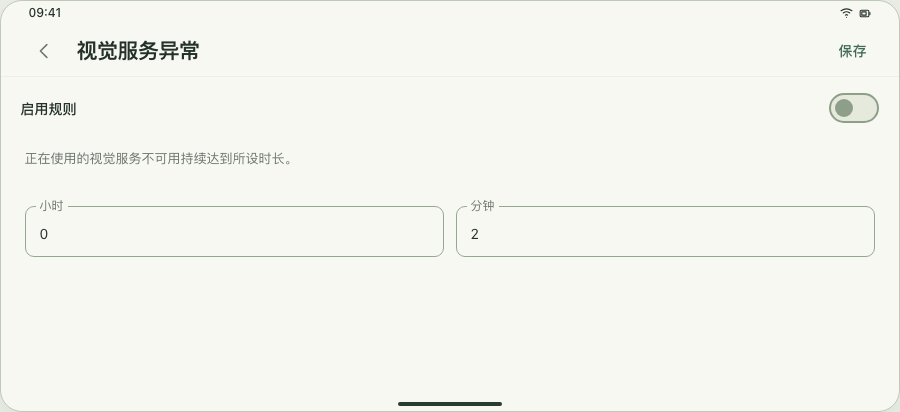 09:41
视觉服务异常
保存
启用规则
正在使用的视觉服务不可用持续达到所设时长。
小时
0
分钟
2